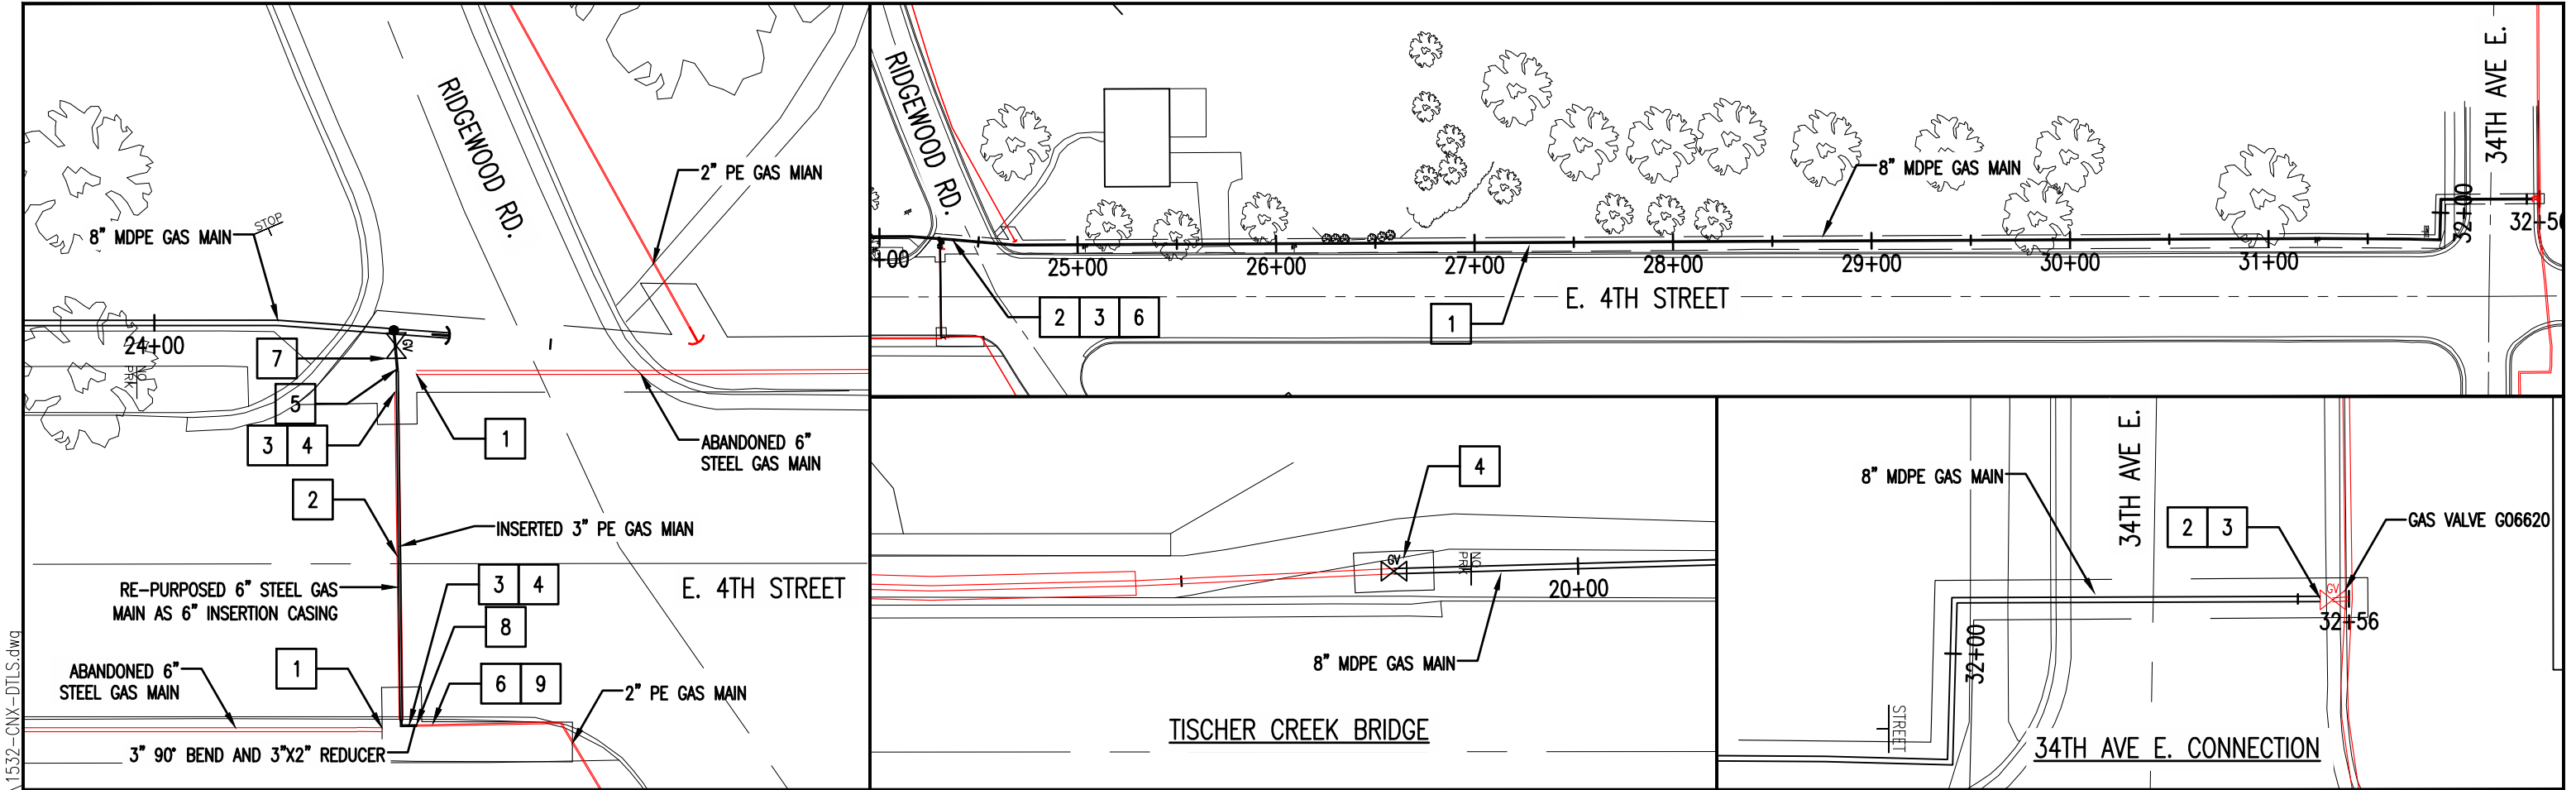 RIDGEWOOD RD.
2" PE GAS MIAN
STOP
8" MDPE GAS MAIN
24+00
NO
PRK
GV
7
5
3 4
1
ABANDONED 6"
STEEL GAS MAIN
2
INSERTED 3" PE GAS MIAN
RE-PURPOSED 6" STEEL GAS
MAIN AS 6" INSERTION CASING
3 4
E. 4TH STREET
8
ABANDONED 6"
STEEL GAS MAIN
1
6 9
2" PE GAS MAIN
3" 90° BEND AND 3"X2" REDUCER
1532-CNX-DTLS.dwg
RIDGEWOOD RD.
34TH AVE E.
8" MDPE GAS MAIN
+00
25+00
26+00
27+00
28+00
29+00
30+00
31+00
32+00
32+56
2 3 6
1
E. 4TH STREET
4
GV
NO
PRK
20+00
8" MDPE GAS MAIN
TISCHER CREEK BRIDGE
34TH AVE E.
8" MDPE GAS MAIN
2 3
GAS VALVE G06620
GV
32+56
32+00
STREET
34TH AVE E. CONNECTION